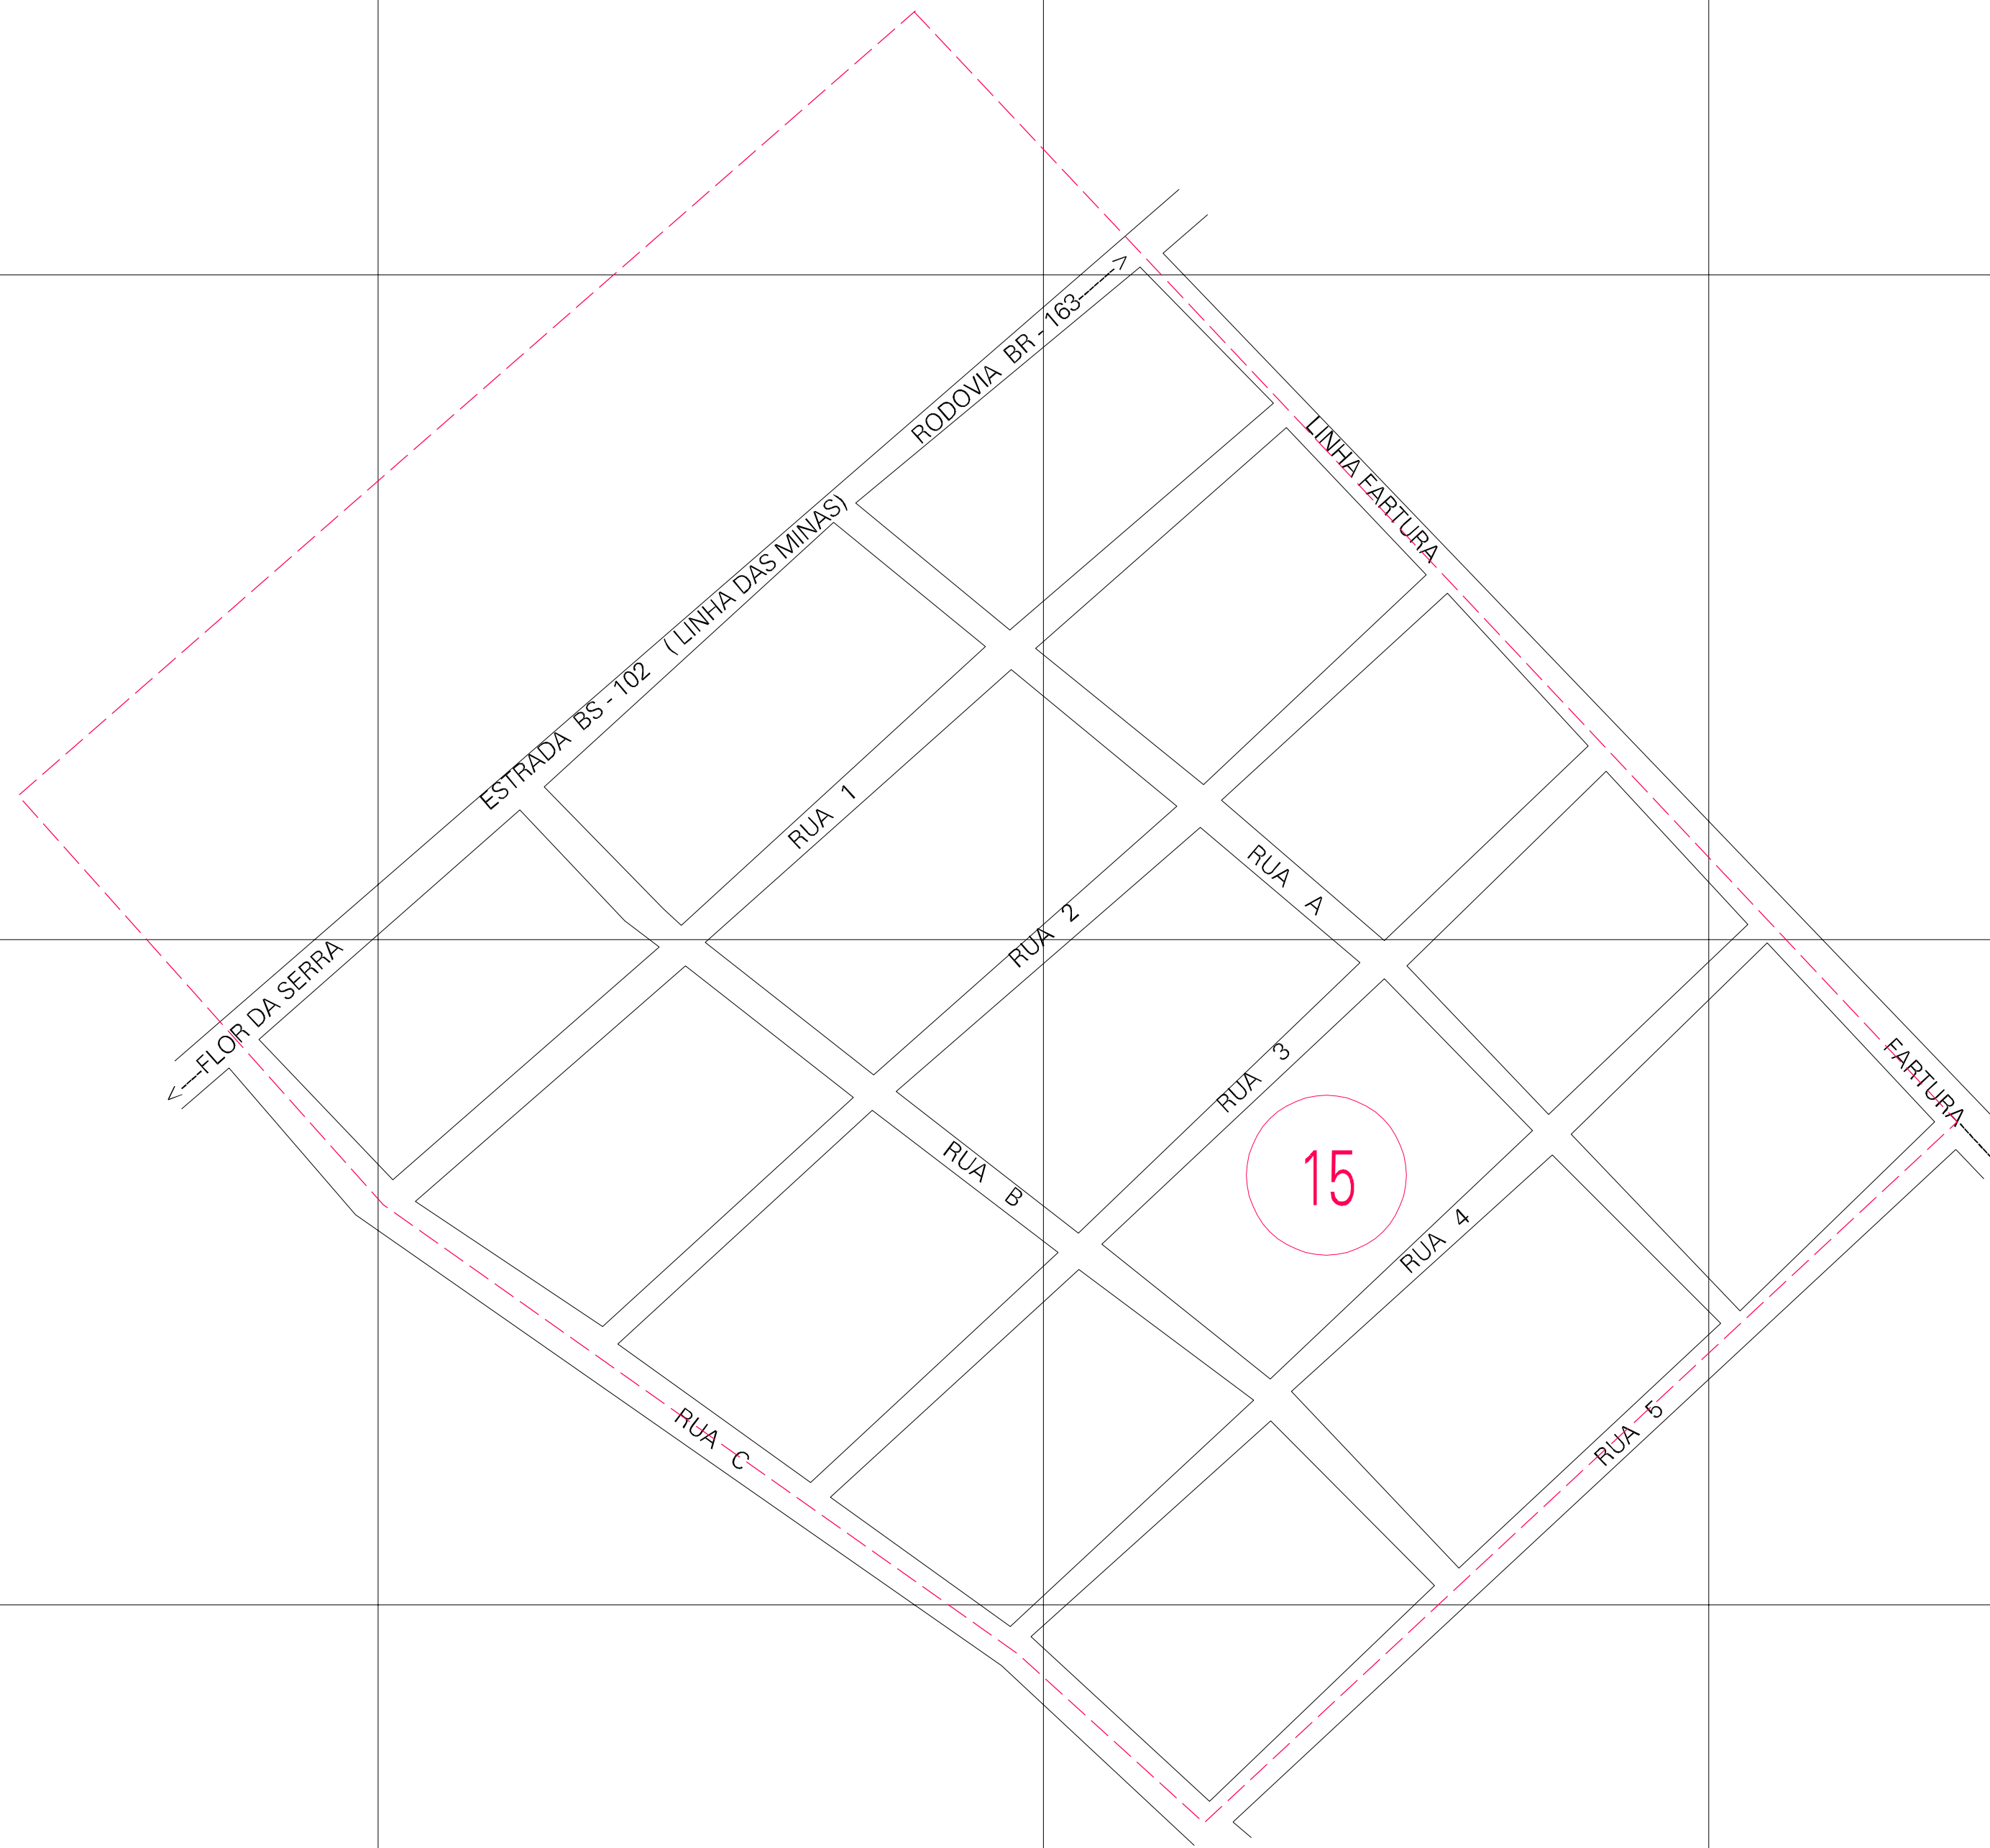 RODOVIA BR - 163------>
LINHA FARTURA
ESTRADA BS - 102 ( LINHA DAS MINAS)
RUA 1
RUA A
RUA 2
<----FLOR DA SERRA
RUA 3
FARTURA------
RUA B
15
RUA 4
RUA C
RUA 5